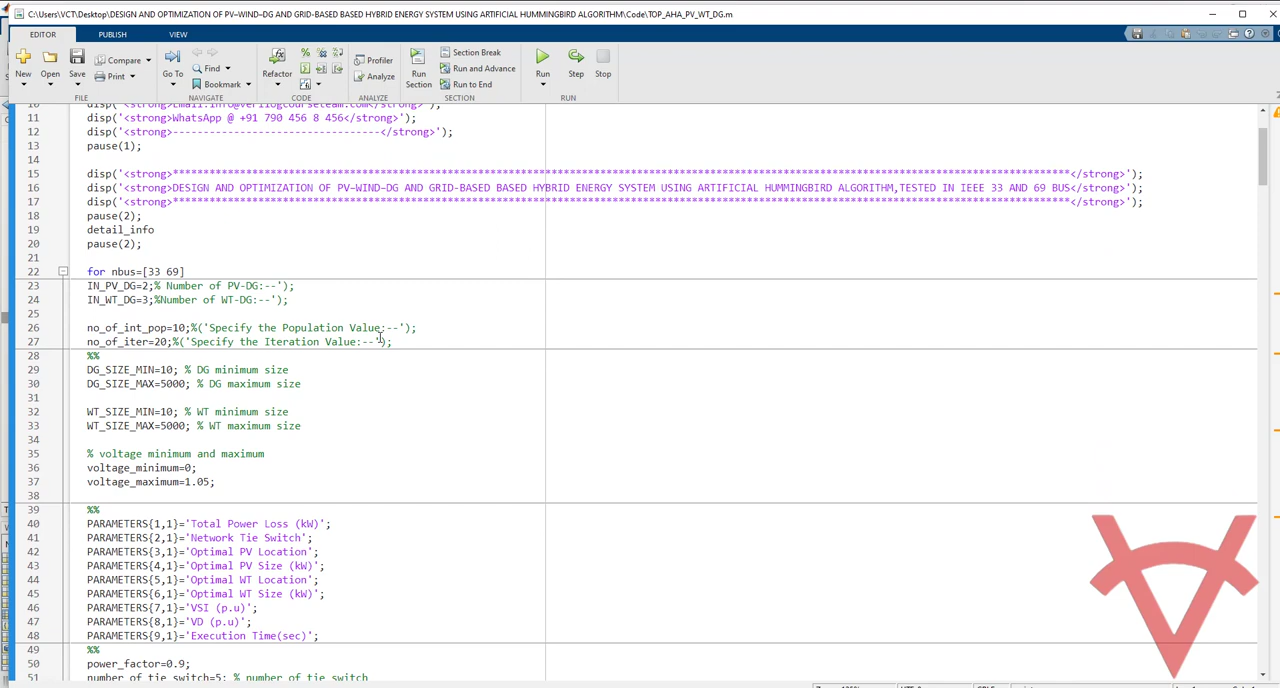 C:\Users\VCT\Desktop\DESIGN AND OPTIMIZATION OF PV–WIND–DG AND GRID-BASED BASED HYBRID ENERGY SYSTEM USING ARTIFICIAL HUMMINGBIRD ALGORITHM\Code\TOP_AHA_PV_WT_DG.m
EDITOR PUBLISH VIEW
New Open Save Compare Print Go To Find Bookmark Refactor Profiler Analyze Run Section Section Break Run and Advance Run to End Run Step Stop
FILE NAVIGATE CODE ANALYZE SECTION RUN
10 disp('<strong>Email:info@verilogcourseteam.com</strong>');
11 disp('<strong>WhatsApp @ +91 790 456 8 456</strong>');
12 disp('<strong>-----------------------------------</strong>');
13 pause(1);
14
15 disp('<strong>********************************************************************************************************************************************************</strong>');
16 disp('<strong>DESIGN AND OPTIMIZATION OF PV–WIND–DG AND GRID-BASED BASED HYBRID ENERGY SYSTEM USING ARTIFICIAL HUMMINGBIRD ALGORITHM,TESTED IN IEEE 33 AND 69 BUS</strong>');
17 disp('<strong>********************************************************************************************************************************************************</strong>');
18 pause(2);
19 detail_info
20 pause(2);
21
22 for nbus=[33 69]
23 IN_PV_DG=2;% Number of PV-DG:--');
24 IN_WT_DG=3;%Number of WT-DG:--');
25
26 no_of_int_pop=10;%('Specify the Population Value:--');
27 no_of_iter=20;%('Specify the Iteration Value:--');
28 %%
29 DG_SIZE_MIN=10; % DG minimum size
30 DG_SIZE_MAX=5000; % DG maximum size
31
32 WT_SIZE_MIN=10; % WT minimum size
33 WT_SIZE_MAX=5000; % WT maximum size
34
35 % voltage minimum and maximum
36 voltage_minimum=0;
37 voltage_maximum=1.05;
38
39 %%
40 PARAMETERS{1,1}='Total Power Loss (kW)';
41 PARAMETERS{2,1}='Network Tie Switch';
42 PARAMETERS{3,1}='Optimal PV Location';
43 PARAMETERS{4,1}='Optimal PV Size (kW)';
44 PARAMETERS{5,1}='Optimal WT Location';
45 PARAMETERS{6,1}='Optimal WT Size (kW)';
46 PARAMETERS{7,1}='VSI (p.u)';
47 PARAMETERS{8,1}='VD (p.u)';
48 PARAMETERS{9,1}='Execution Time(sec)';
49 %%
50 power_factor=0.9;
51 number of tie switch=5; % number of tie switch